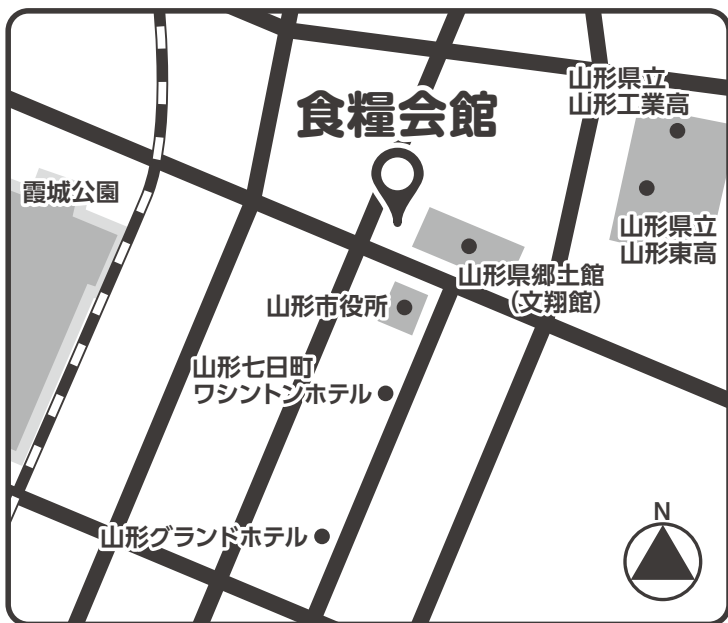 山形県立
山形工業高
食糧会館
霞城公園
山形県立
山形東高
山形県郷土館
(文翔館)
山形市役所
山形七日町
ワシントンホテル
山形グランドホテル
N